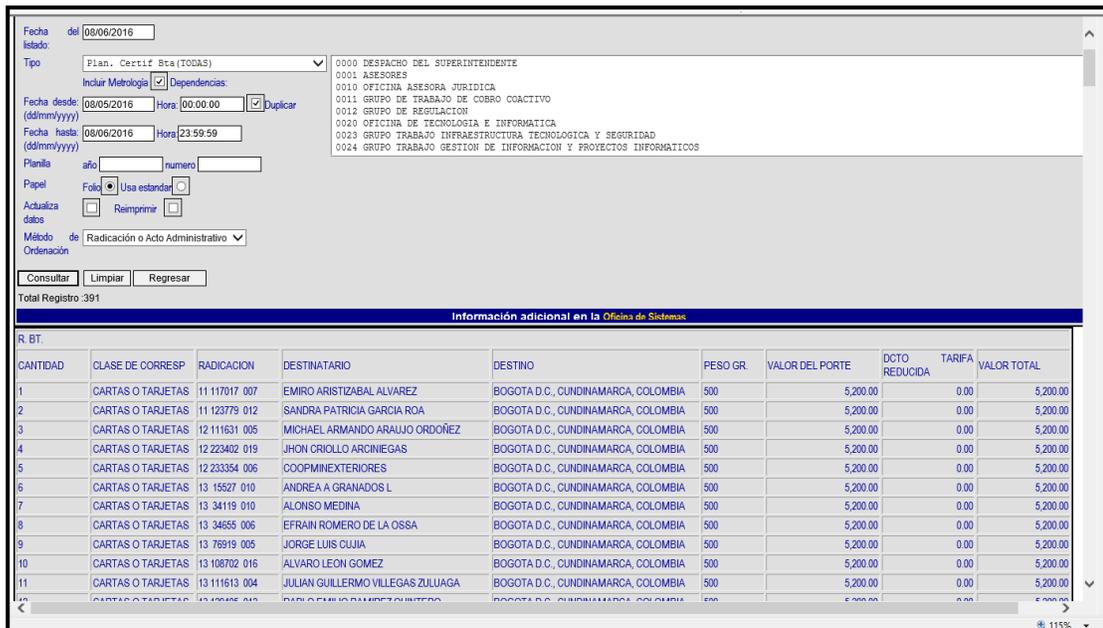 Fecha del listado: 08/06/2016
Tipo Plan. Certif Bta(TODAS)
Incluir Metrología Dependencias:
0000 DESPACHO DEL SUPERINTENDENTE
0001 ASESORES
0010 OFICINA ASESORA JURIDICA
0011 GRUPO DE TRABAJO DE COBRO COACTIVO
0012 GRUPO DE REGULACION
0020 OFICINA DE TECNOLOGIA E INFORMATICA
0023 GRUPO TRABAJO INFRAESTRUCTURA TECNOLOGICA Y SEGURIDAD
0024 GRUPO TRABAJO GESTION DE INFORMACION Y PROYECTOS INFORMATICOS
Fecha desde: (dd/mm/yyyy) 08/05/2016 Hora: 00:00:00 Duplicar
Fecha hasta: (dd/mm/yyyy) 08/06/2016 Hora: 23:59:59
Planilla año numero
Papel Folio Usa estandar
Actualiza datos Reimprimir
Método de Ordenación Radicación o Acto Administrativo
Consultar Limpiar Regresar
Total Registro :391
Información adicional en la Oficina de Sistemas
R. BT.
CANTIDAD CLASE DE CORRESP RADICACION DESTINATARIO DESTINO PESO GR. VALOR DEL PORTE DCTO TARIFA REDUCIDA VALOR TOTAL
1 CARTAS O TARJETAS 11 117017 007 EMIRO ARISTIZABAL ALVAREZ BOGOTA D.C., CUNDINAMARCA, COLOMBIA 500 5,200.00 0.00 5,200.00
2 CARTAS O TARJETAS 11 123779 012 SANDRA PATRICIA GARCIA ROA BOGOTA D.C., CUNDINAMARCA, COLOMBIA 500 5,200.00 0.00 5,200.00
3 CARTAS O TARJETAS 12 111631 005 MICHAEL ARMANDO ARAUJO ORDOÑEZ BOGOTA D.C., CUNDINAMARCA, COLOMBIA 500 5,200.00 0.00 5,200.00
4 CARTAS O TARJETAS 12 223402 019 JHON CRIOLLO ARCINIEGAS BOGOTA D.C., CUNDINAMARCA, COLOMBIA 500 5,200.00 0.00 5,200.00
5 CARTAS O TARJETAS 12 233354 006 COOPMINEXTERIORES BOGOTA D.C., CUNDINAMARCA, COLOMBIA 500 5,200.00 0.00 5,200.00
6 CARTAS O TARJETAS 13 15527 010 ANDREA A GRANADOS L BOGOTA D.C., CUNDINAMARCA, COLOMBIA 500 5,200.00 0.00 5,200.00
7 CARTAS O TARJETAS 13 34119 010 ALONSO MEDINA BOGOTA D.C., CUNDINAMARCA, COLOMBIA 500 5,200.00 0.00 5,200.00
8 CARTAS O TARJETAS 13 34655 006 EFRAIN ROMERO DE LA OSSA BOGOTA D.C., CUNDINAMARCA, COLOMBIA 500 5,200.00 0.00 5,200.00
9 CARTAS O TARJETAS 13 76919 005 JORGE LUIS CUJIA BOGOTA D.C., CUNDINAMARCA, COLOMBIA 500 5,200.00 0.00 5,200.00
10 CARTAS O TARJETAS 13 108702 016 ALVARO LEON GOMEZ BOGOTA D.C., CUNDINAMARCA, COLOMBIA 500 5,200.00 0.00 5,200.00
11 CARTAS O TARJETAS 13 111613 004 JULIAN GUILLERMO VILLEGAS ZULUAGA BOGOTA D.C., CUNDINAMARCA, COLOMBIA 500 5,200.00 0.00 5,200.00
115%